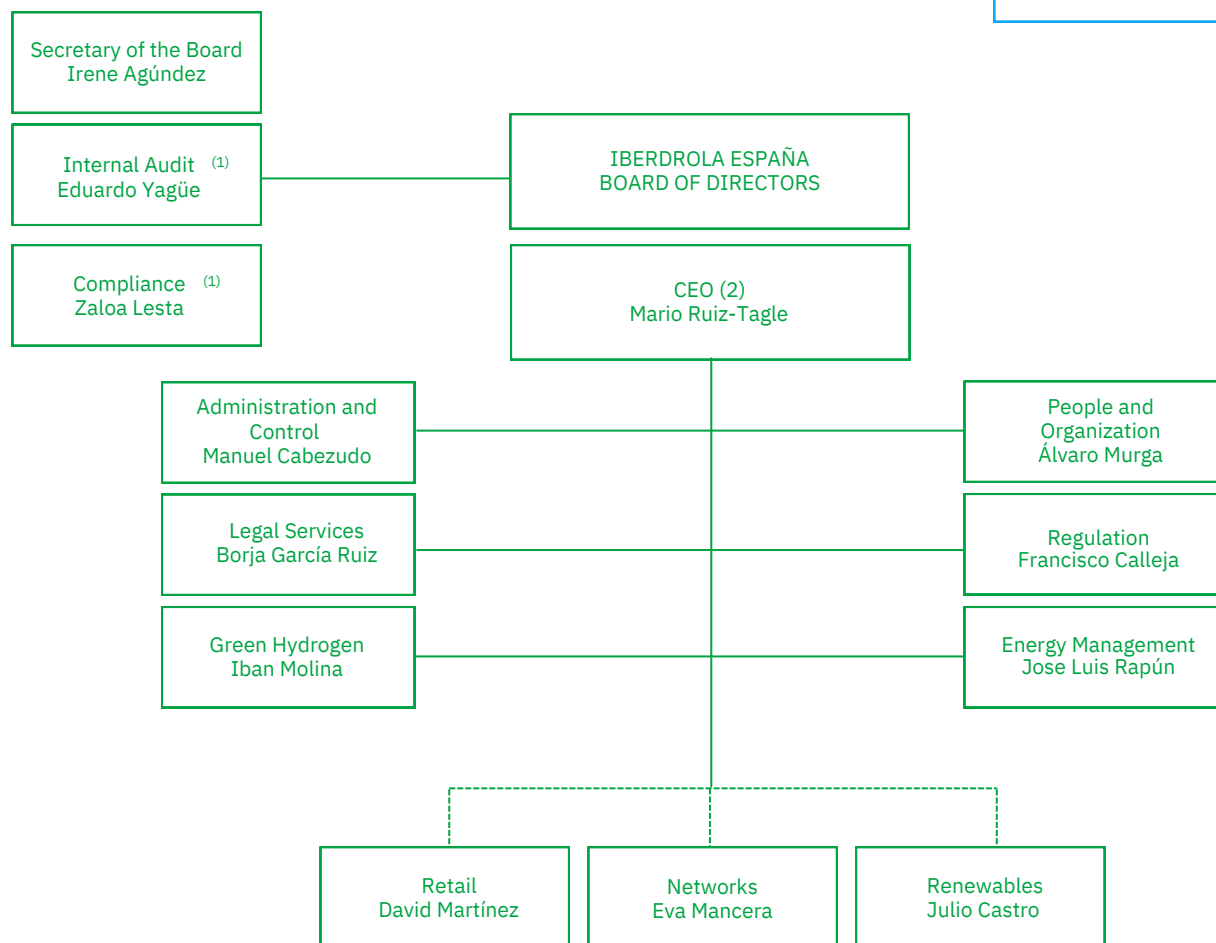 Secretary of the Board
Irene Agúndez
Internal Audit (1)
Eduardo Yagüe
IBERDROLA ESPAÑA
BOARD OF DIRECTORS
Compliance (1)
Zaloa Lesta
CEO (2)
Mario Ruiz-Tagle
Administration and
Control
Manuel Cabezudo
People and
Organization
Álvaro Murga
Legal Services
Borja García Ruiz
Regulation
Francisco Calleja
Green Hydrogen
Iban Molina
Energy Management
Jose Luis Rapún
Retail
David Martínez
Networks
Eva Mancera
Renewables
Julio Castro